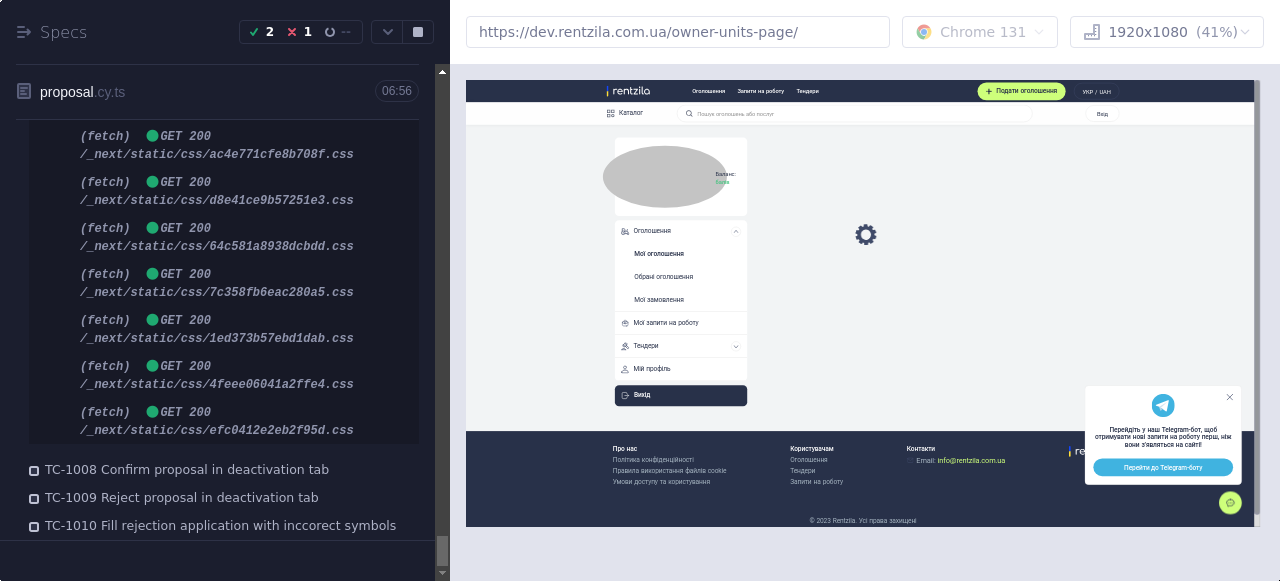 Specs
2
1
--
proposal.cy.ts
06:56
(fetch) GET 200
/_next/static/css/ac4e771cfe8b708f.css
(fetch) GET 200
/_next/static/css/d8e41ce9b57251e3.css
(fetch) GET 200
/_next/static/css/64c581a8938dcbdd.css
(fetch) GET 200
/_next/static/css/7c358fb6eac280a5.css
(fetch) GET 200
/_next/static/css/1ed373b57ebd1dab.css
(fetch) GET 200
/_next/static/css/4feee06041a2ffe4.css
(fetch) GET 200
/_next/static/css/efc0412e2eb2f95d.css
TC-1008 Confirm proposal in deactivation tab
TC-1009 Reject proposal in deactivation tab
TC-1010 Fill rejection application with inccorect symbols
https://dev.rentzila.com.ua/owner-units-page/
Chrome 131
1920x1080 (41%)
rentzila
Оголошення Запити на роботу Тендери
+ Подати оголошення
УКР / UAH
Каталог
Пошук оголошень або послуг
Вхід
Баланс:
Оголошення
Мої оголошення
Обрані оголошення
Мої замовлення
Мої запити на роботу
Тендери
Мій профіль
Вихід
Перейдіть у наш Telegram-бот, щоб
отримувати нові запити на роботу перш, ніж
вони з'являться на сайті!
Перейти до Telegram-боту
Про нас
Політика конфіденційності
Правила використання файлів cookie
Умови доступу та користування
Користувачам
Оголошення
Тендери
Запити на роботу
Контакти
Email: info@rentzila.com.ua
re
© 2023 Rentzila. Усі права захищені